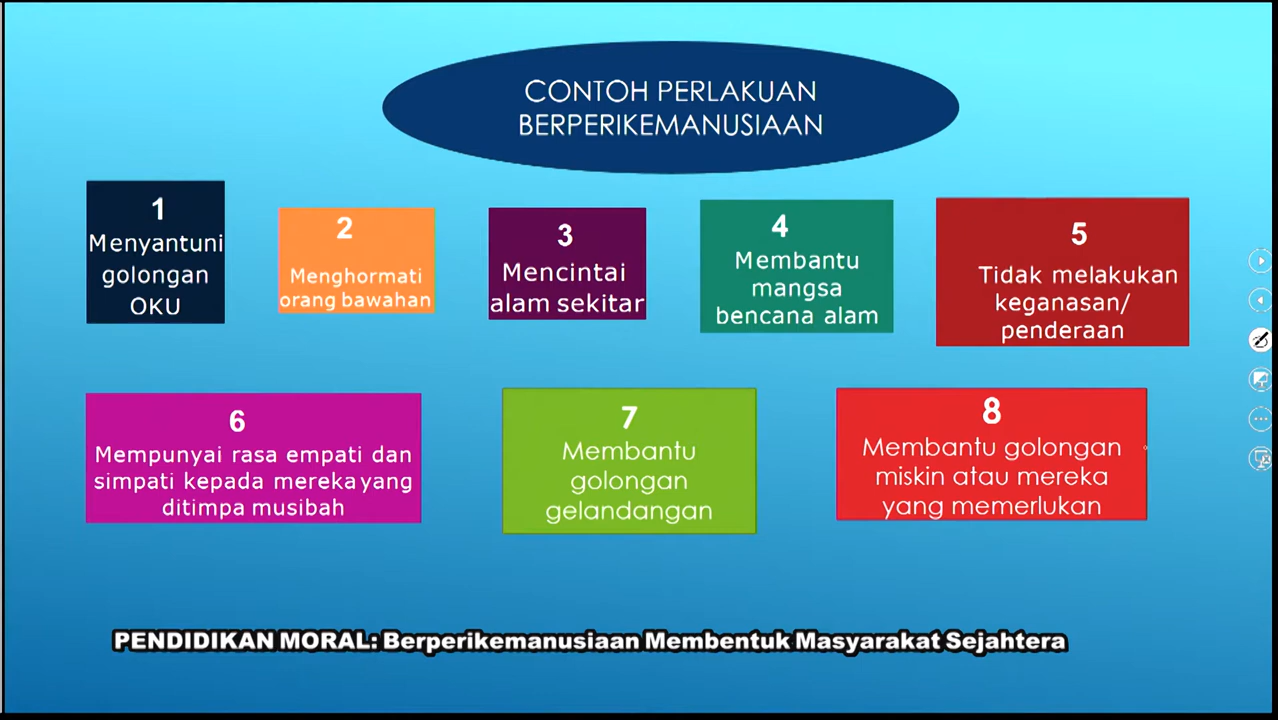 CONTOH PERLAKUAN
BERPERIKEMANUSIAAN
1
Menyantuni
golongan
OKU
2
Menghormati
orang bawahan
3
Mencintai
alam sekitar
4
Membantu
mangsa
bencana alam
5
Tidak melakukan
keganasan/
penderaan
6
Mempunyai rasa empati dan
simpati kepada mereka yang
ditimpa musibah
7
Membantu
golongan
gelandangan
8
Membantu golongan
miskin atau mereka
yang memerlukan
PENDIDIKAN MORAL: Berperikemanusiaan Membentuk Masyarakat Sejahtera